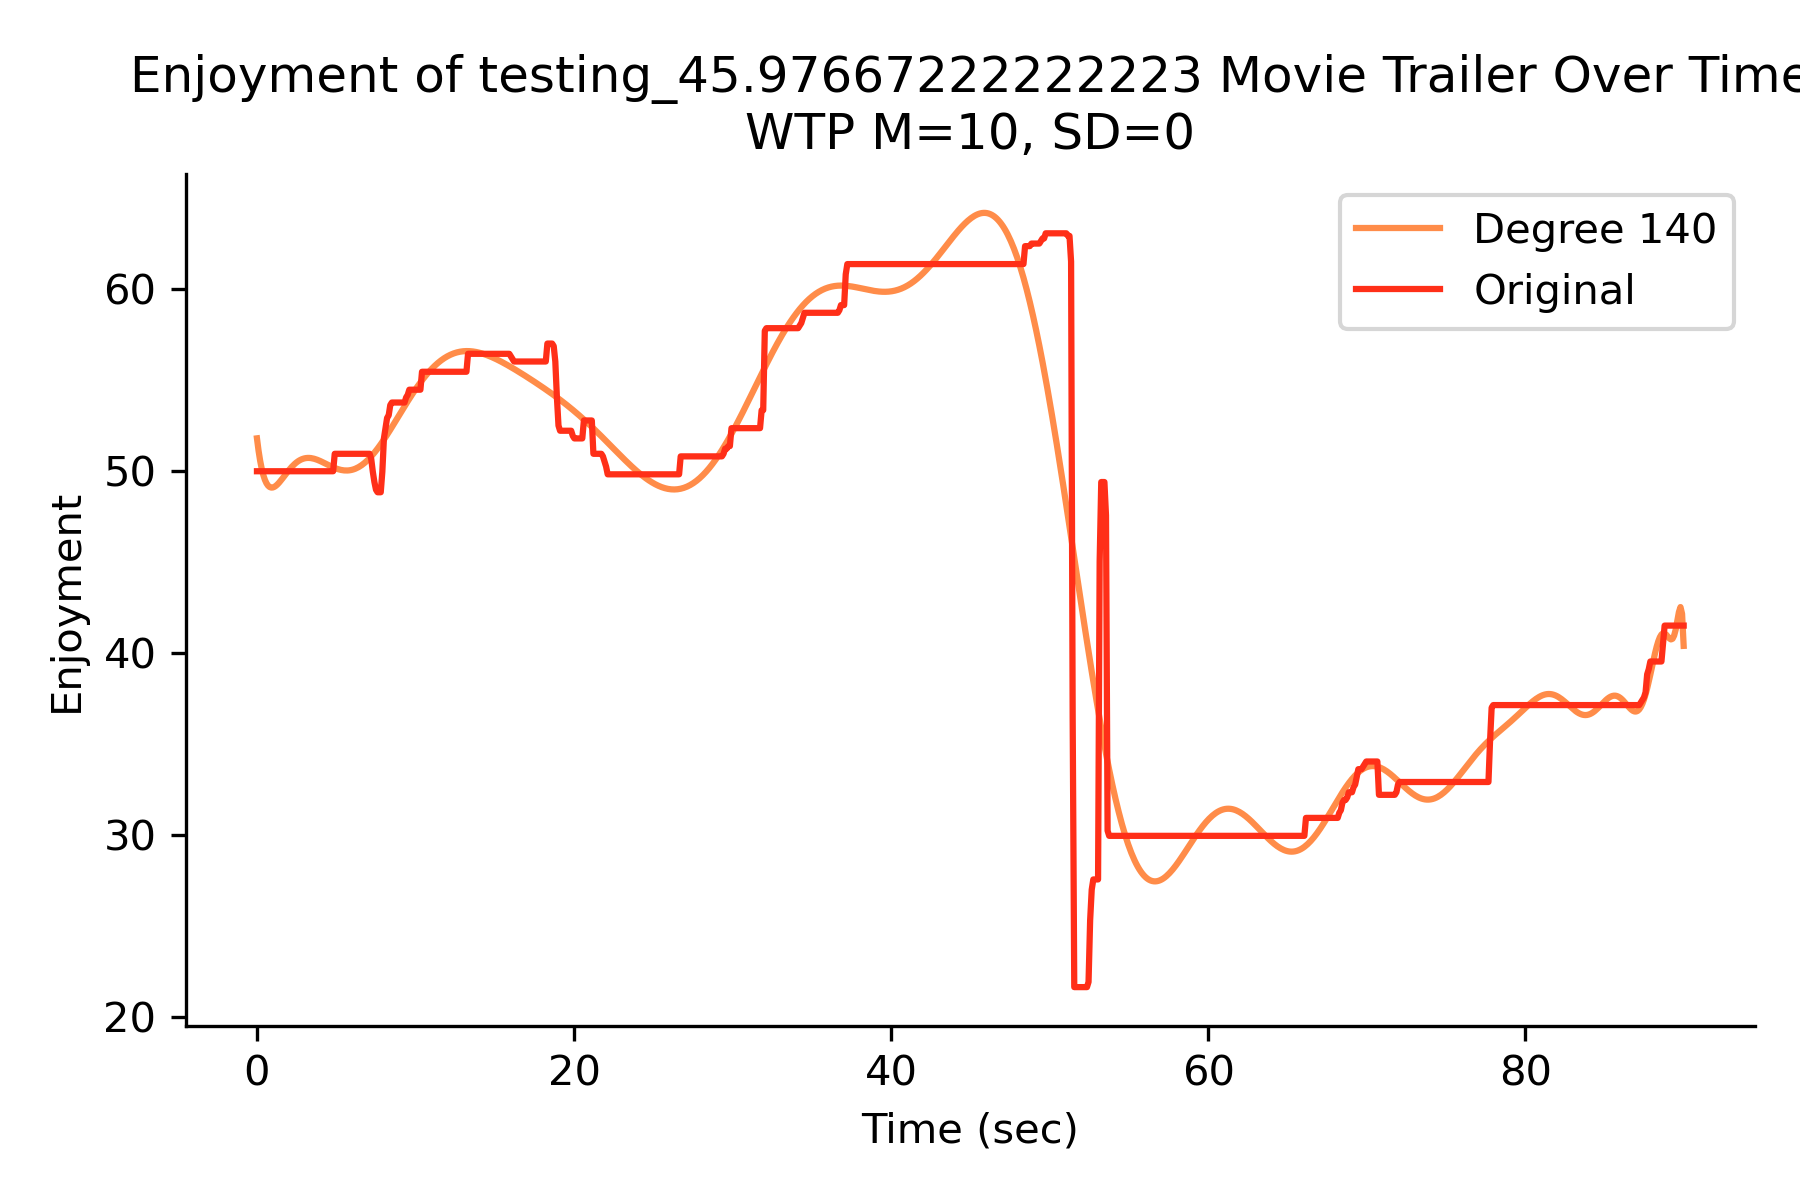 Enjoyment of testing_45.97667222222223 Movie Trailer Over Time
WTP M=10, SD=0
Degree 140
Original
60
50
40
30
20
Enjoyment
0 20 40 60 80
Time (sec)